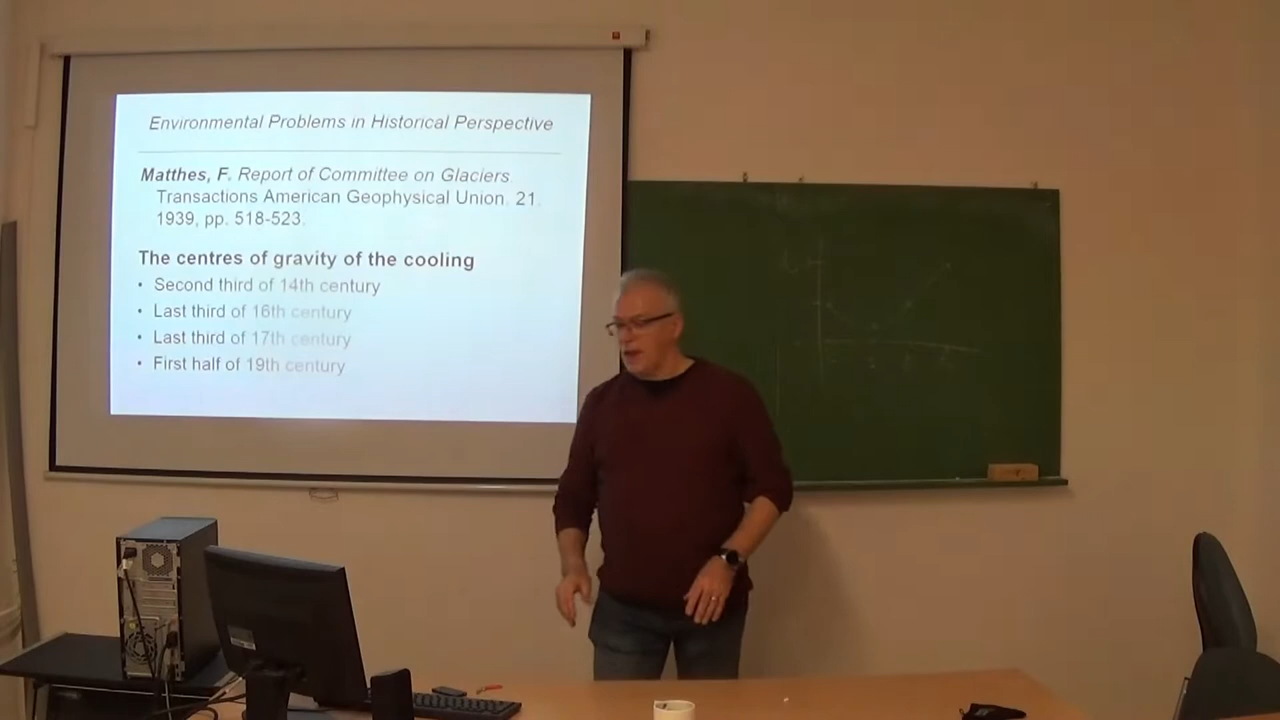 Environmental Problems in Historical Perspective
Matthes, F. Report of Committee on Glaciers
Transactions American Geophysical Union. 21.
1939, pp. 518-523.
The centres of gravity of the cooling
• Second third of 14th century
• Last third of 16th century
• Last third of 17th century
• First half of 19th century